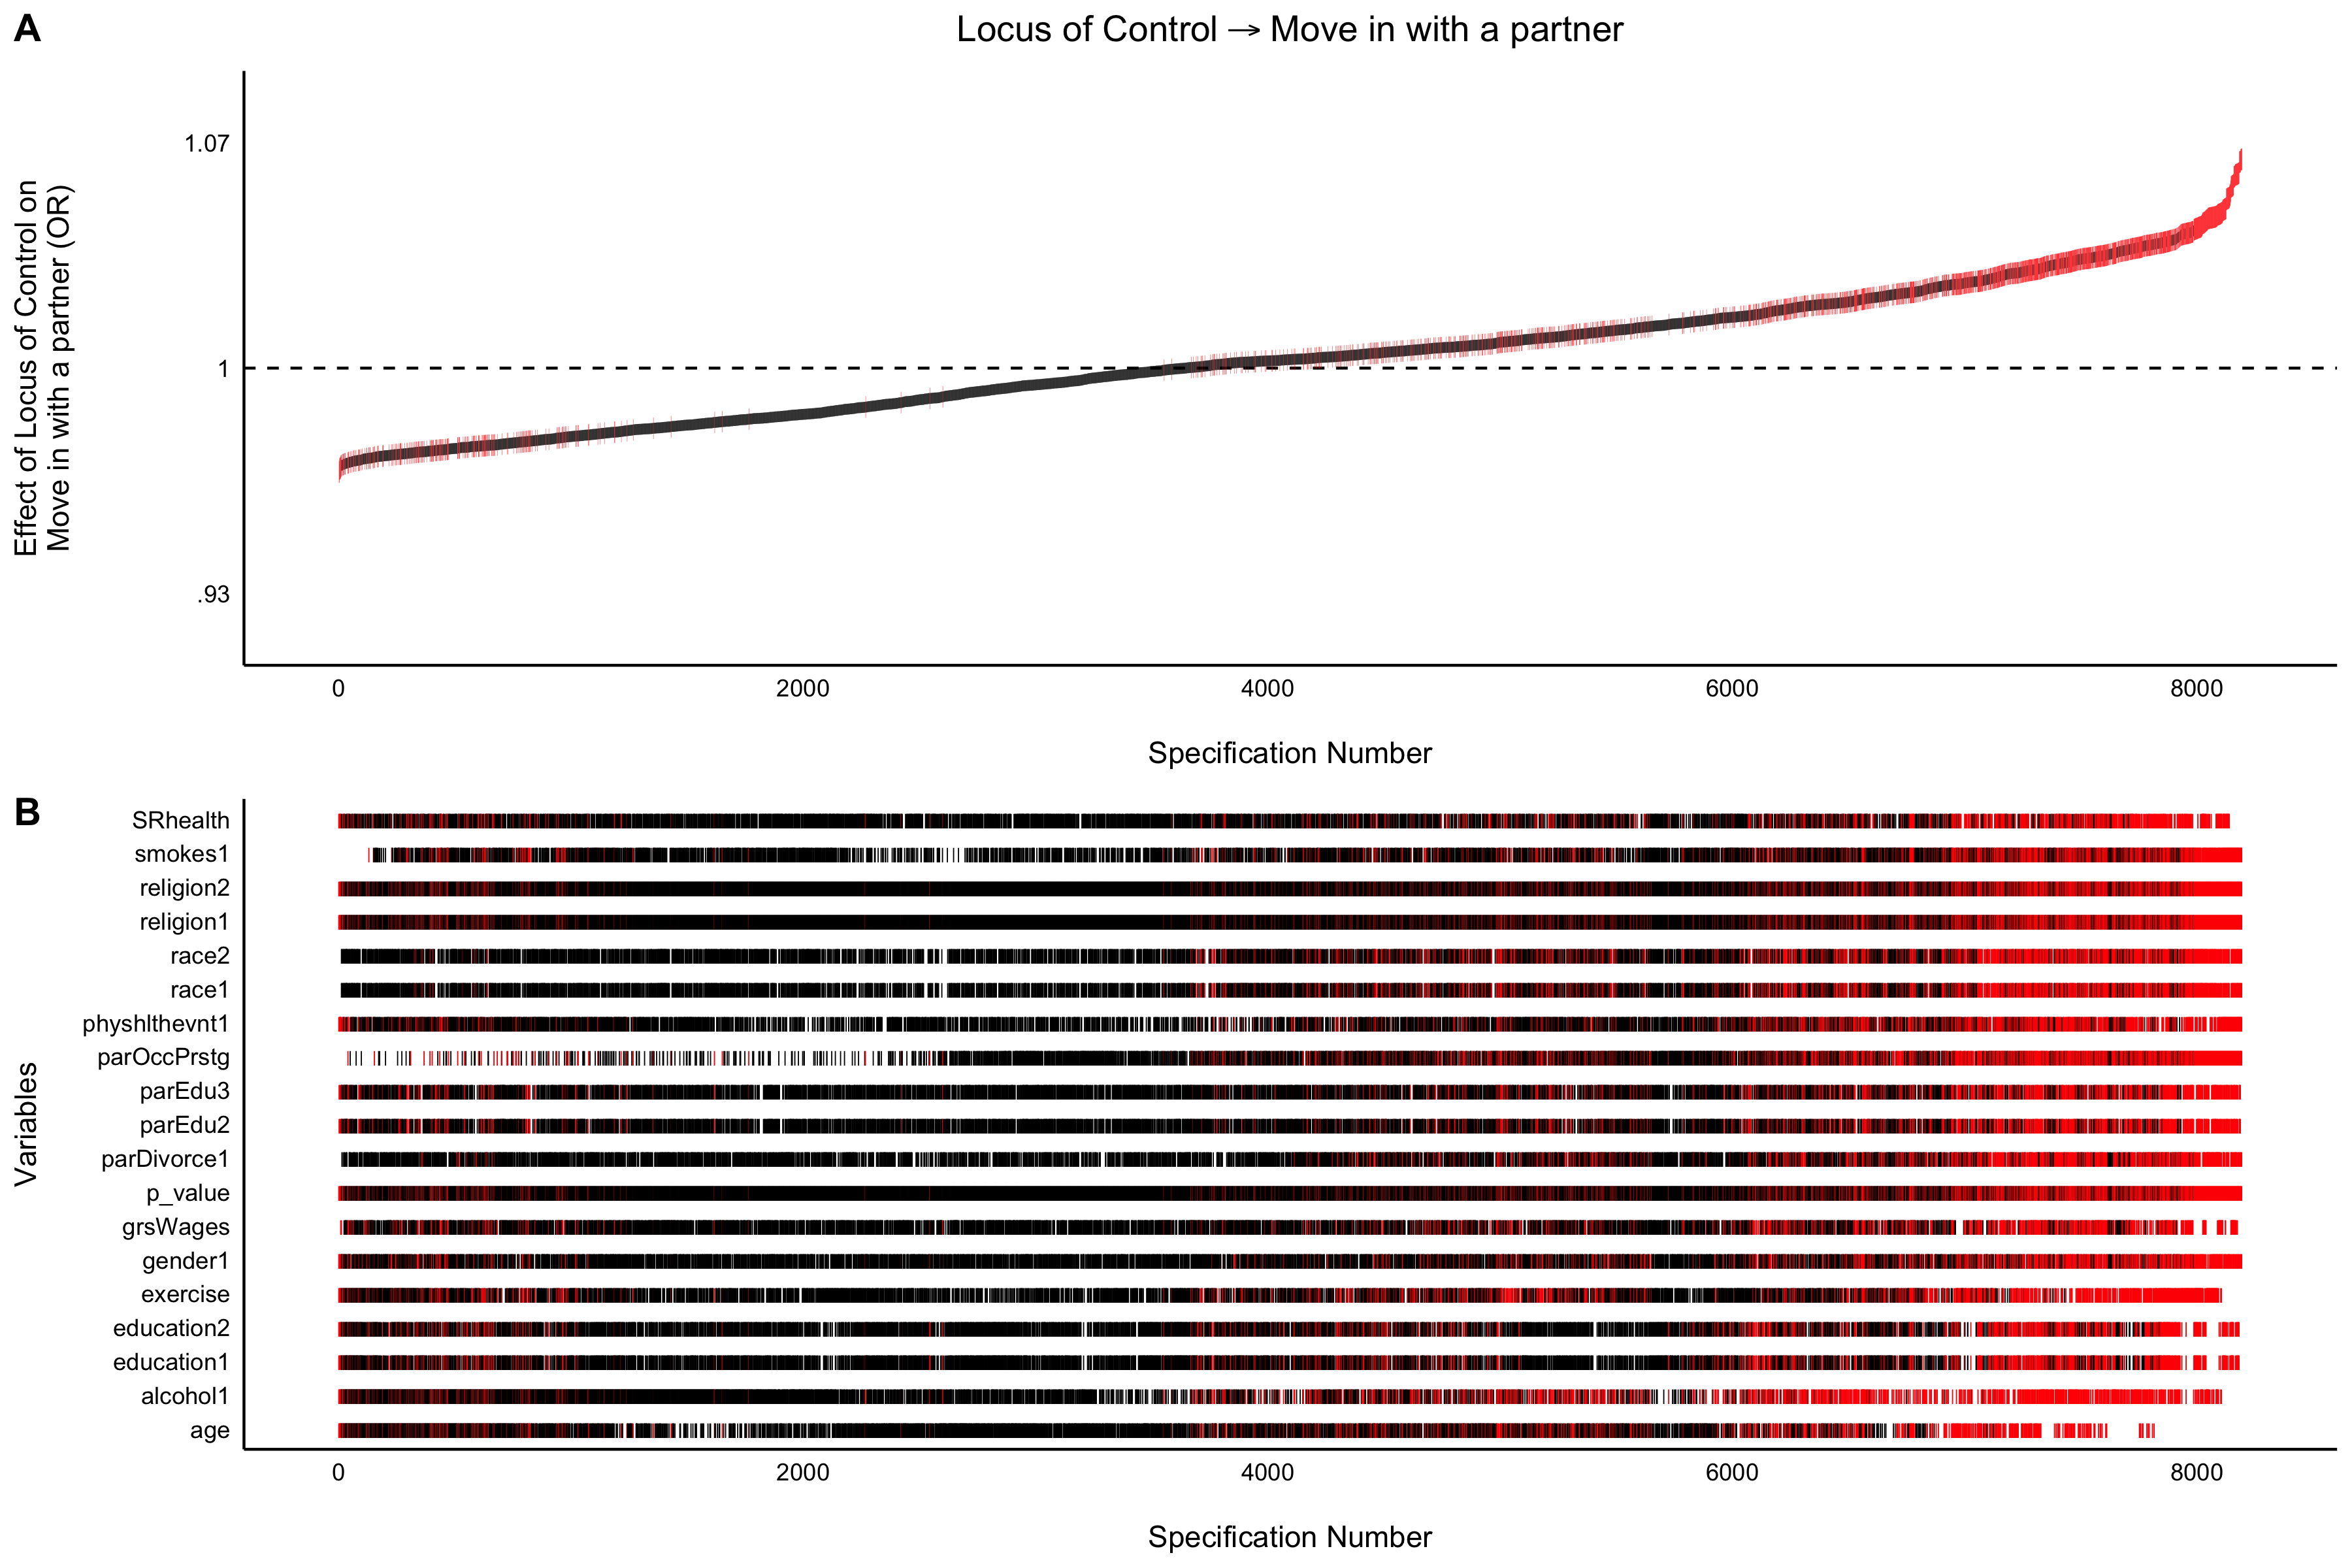 A
Locus of Control → Move in with a partner
Effect of Locus of Control on
Move in with a partner (OR)
1.07
1
.93
0 2000 4000 6000 8000
Specification Number
B
Variables
SRhealth
smokes1
religion2
religion1
race2
race1
physhlthevnt1
parOccPrstg
parEdu3
parEdu2
parDivorce1
p_value
grsWages
gender1
exercise
education2
education1
alcohol1
age
0 2000 4000 6000 8000
Specification Number